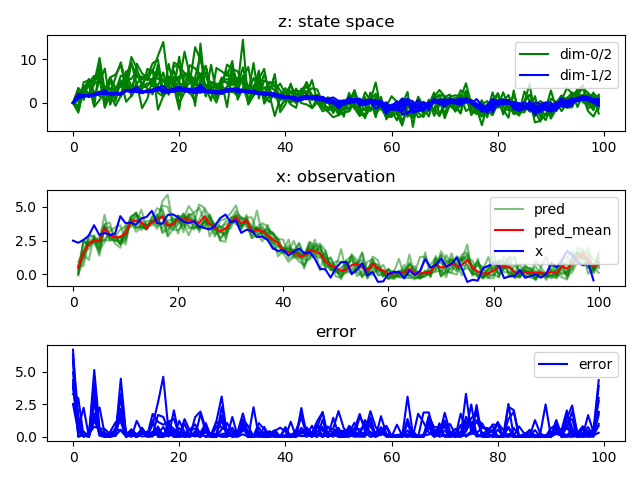 z: state space
10
0
dim-0/2
dim-1/2
0 20 40 60 80 100
x: observation
5.0
2.5
0.0
pred
pred_mean
x
0 20 40 60 80 100
error
5.0
2.5
0.0
error
0 20 40 60 80 100